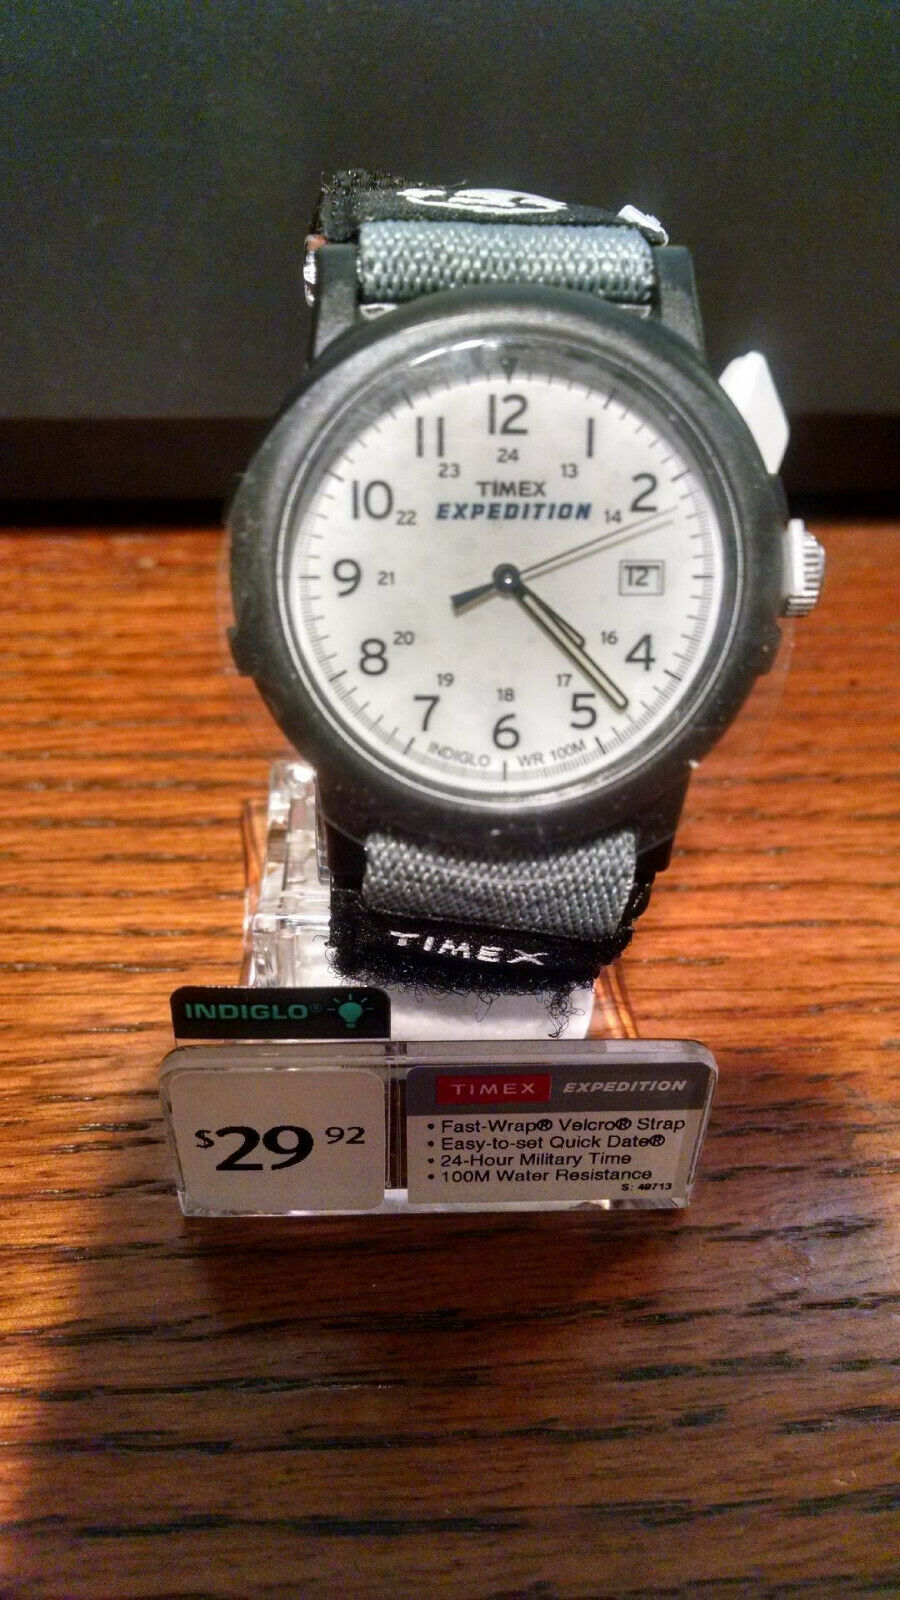 12
11 1
24
23 13
10 TIMEX 2
22 EXPEDITION 14
9 21 12
20 16
8 4
19 17
18
7 5
6
INDIGLO WR 100M
TIMEX
INDIGLO®
TIMEX EXPEDITION
$29 92
• Fast-Wrap® Velcro® Strap
• Easy-to-set Quick Date®
• 24-Hour Military Time
• 100M Water Resistance